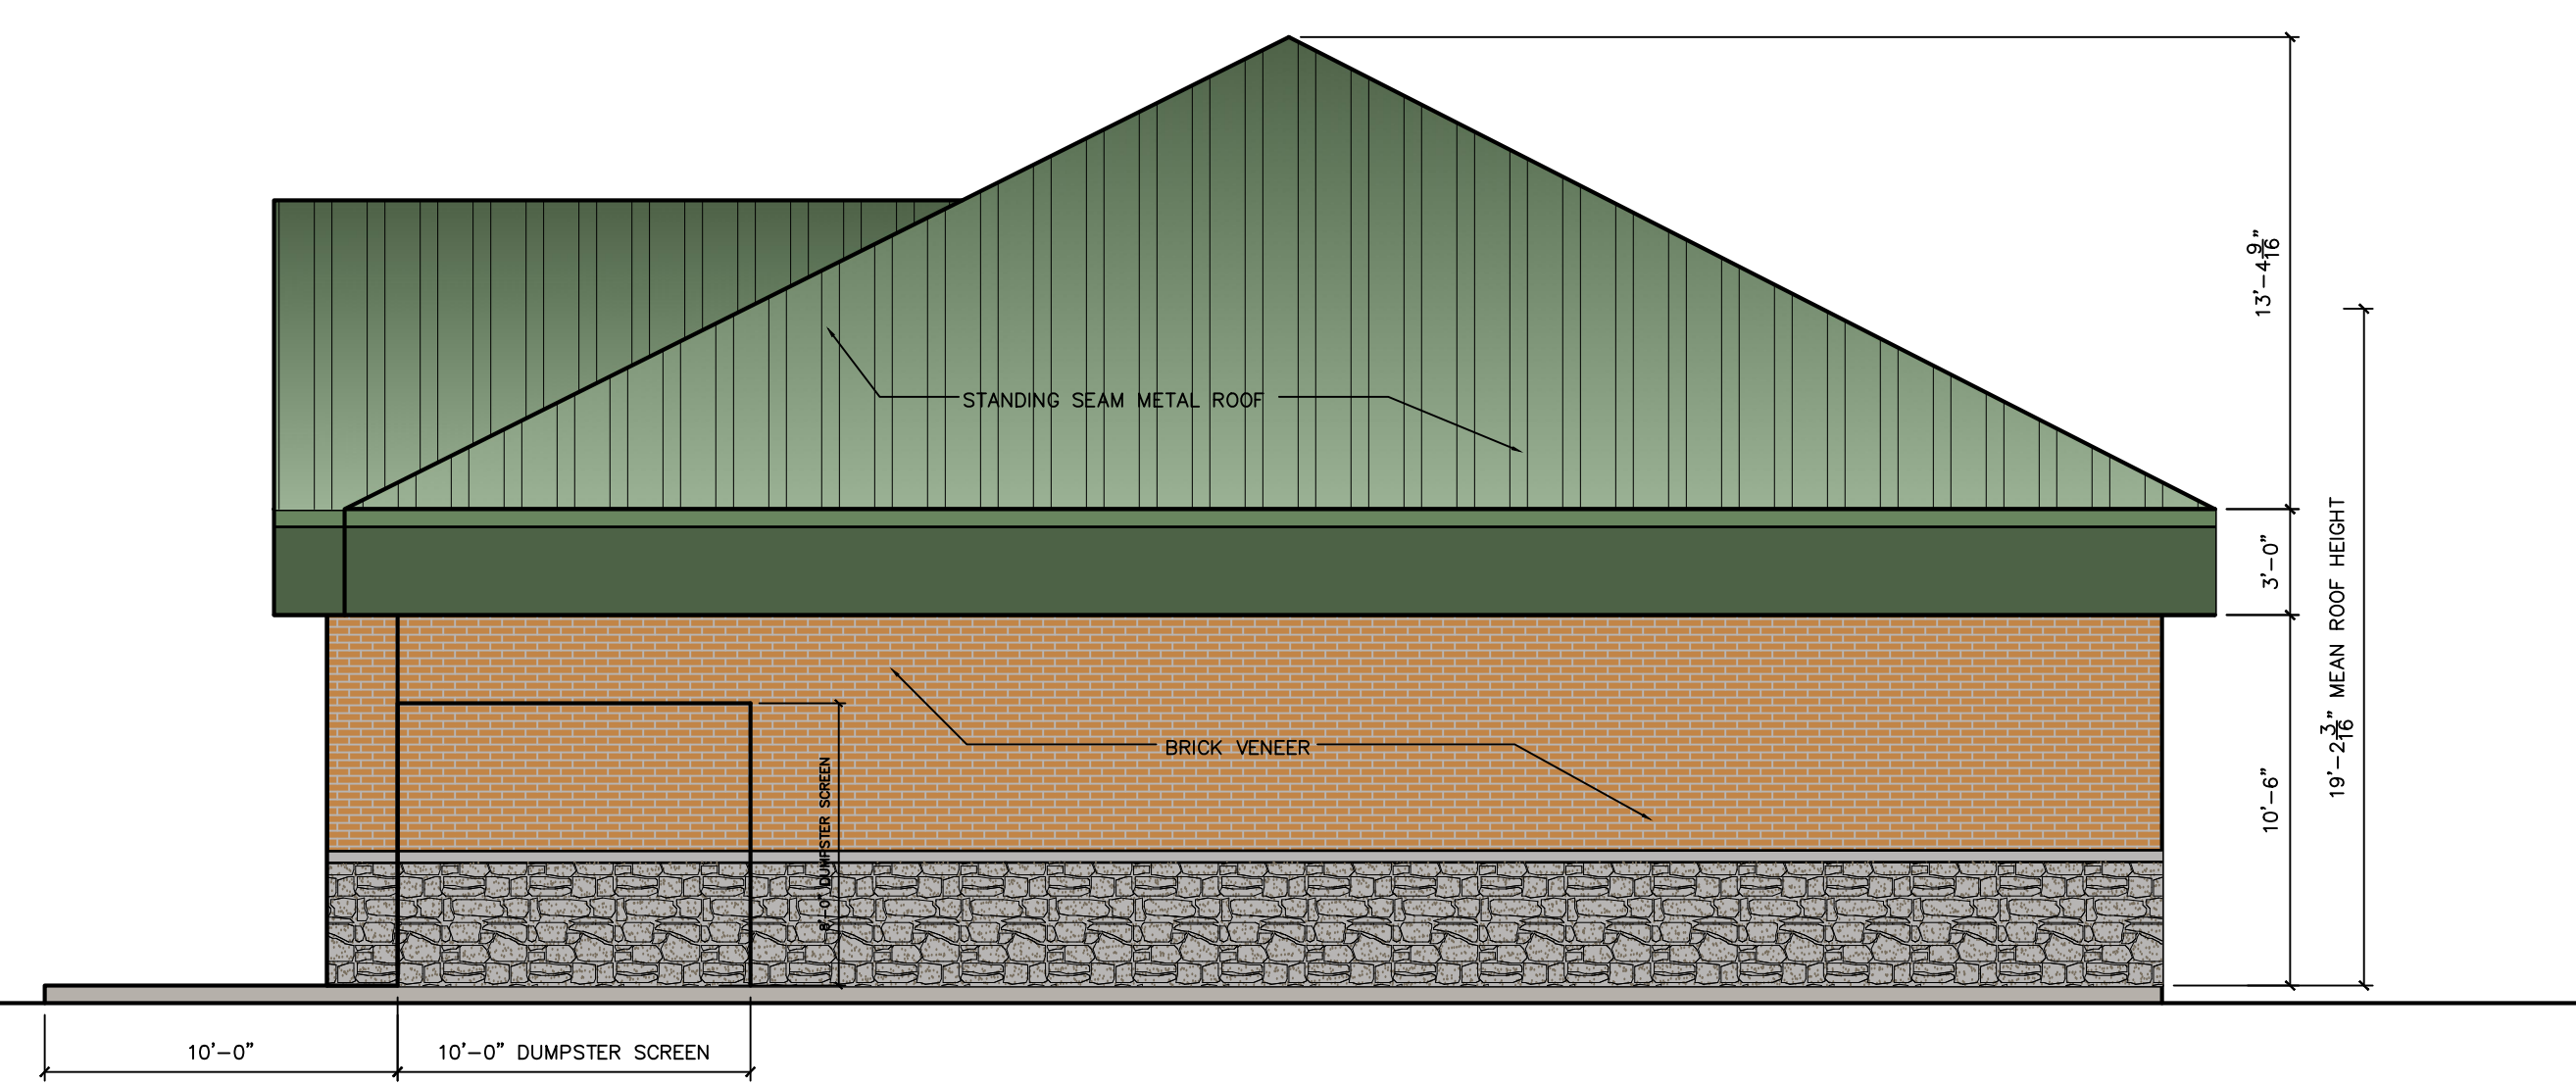 13'-4 9/16"
STANDING SEAM METAL ROOF
3'-0"
19'-2 3/16" MEAN ROOF HEIGHT
BRICK VENEER
10'-6"
8'-0" DUMPSTER SCREEN
10'-0"
10'-0" DUMPSTER SCREEN